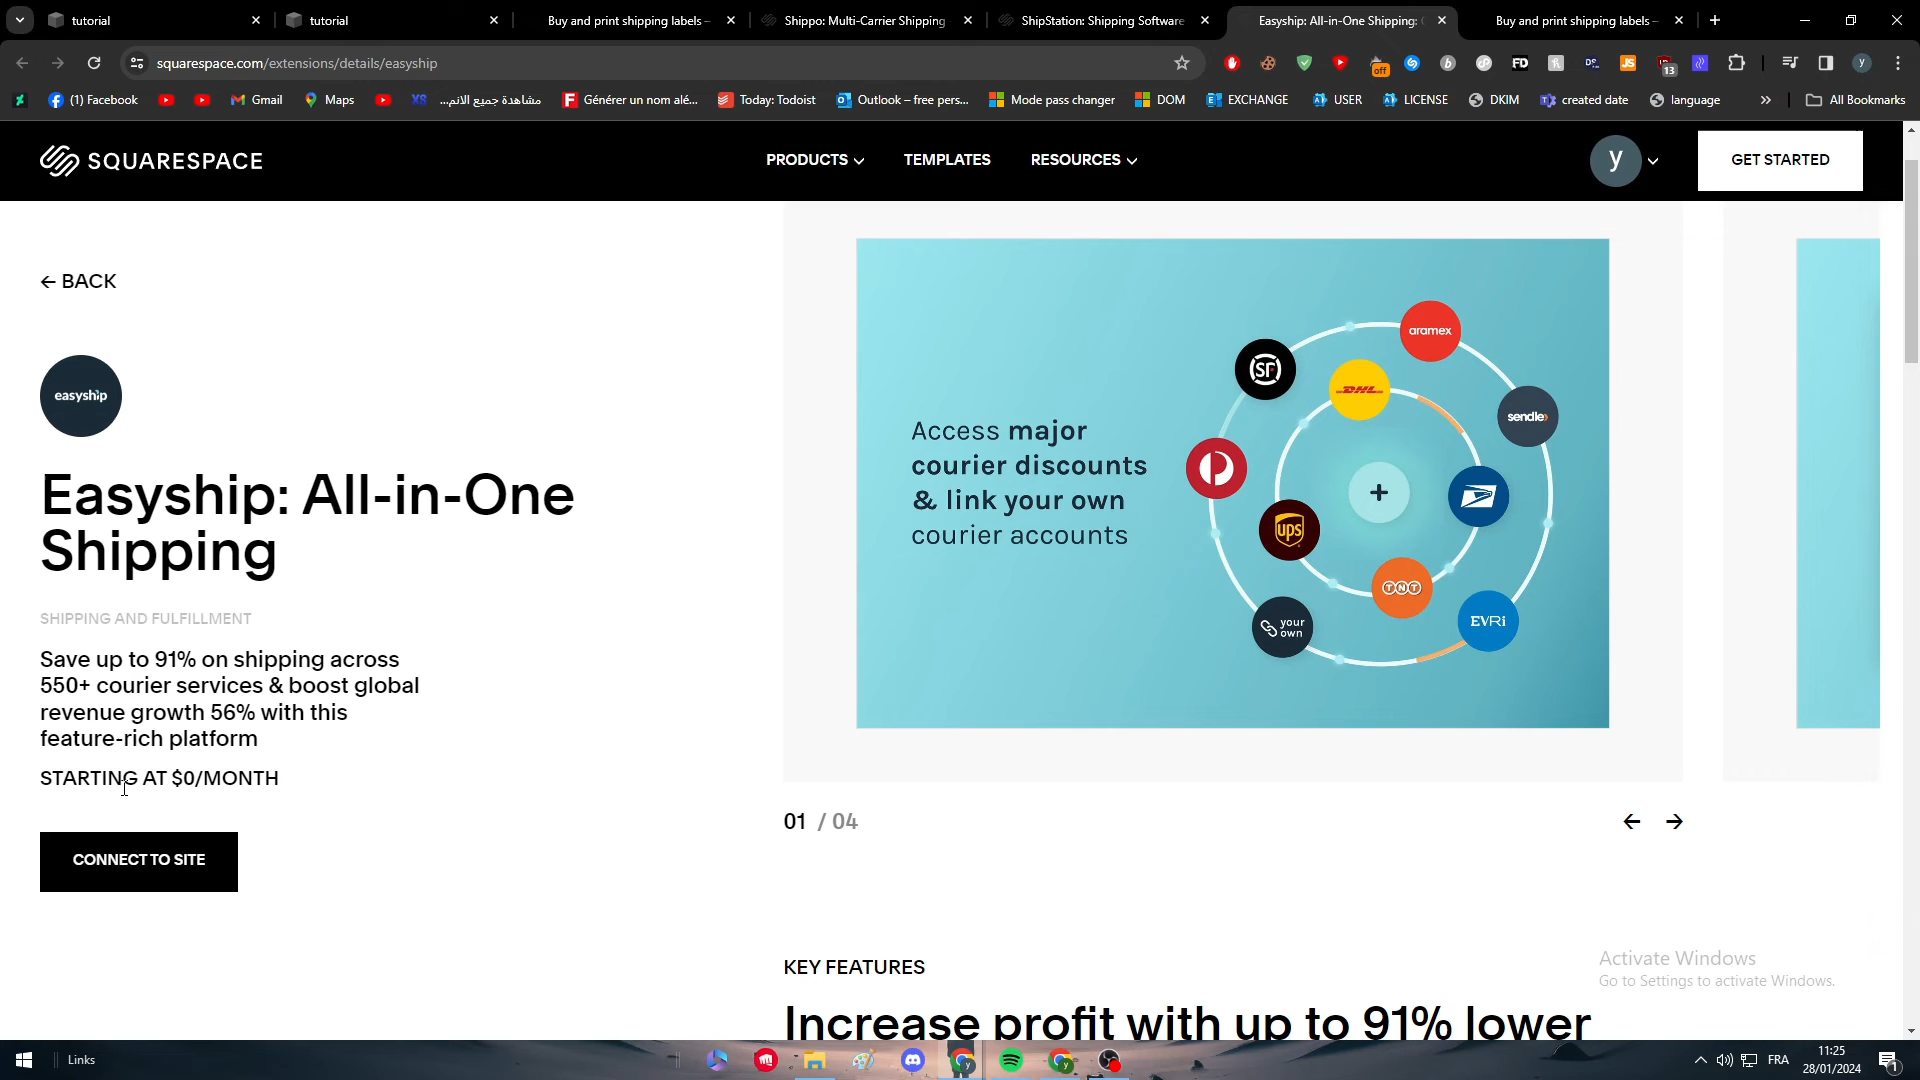 tutorial
tutorial
Buy and print shipping labels –
Shippo: Multi-Carrier Shipping
ShipStation: Shipping Software
Easyship: All-in-One Shipping:
Buy and print shipping labels –
squarespace.com/extensions/details/easyship
off
FD
JS
13
y
(1) Facebook
Gmail
Maps
XS
مشاهدة جميع الانم...
Générer un nom alé...
Today: Todoist
Outlook – free pers...
Mode pass changer
DOM
EXCHANGE
USER
LICENSE
DKIM
created date
language
All Bookmarks
SQUARESPACE
PRODUCTS
TEMPLATES
RESOURCES
y
GET STARTED
← BACK
easyship
Easyship: All-in-One
Shipping
SHIPPING AND FULFILLMENT
Save up to 91% on shipping across
550+ courier services & boost global
revenue growth 56% with this
feature-rich platform
STARTING AT $0/MONTH
CONNECT TO SITE
Access major
courier discounts
& link your own
courier accounts
aramex
SF
DHL
sendle
ups
TNT
your
own
EVRi
01 / 04
KEY FEATURES
Increase profit with up to 91% lower
Activate Windows
Go to Settings to activate Windows.
Links
FRA
11:25
28/01/2024
1